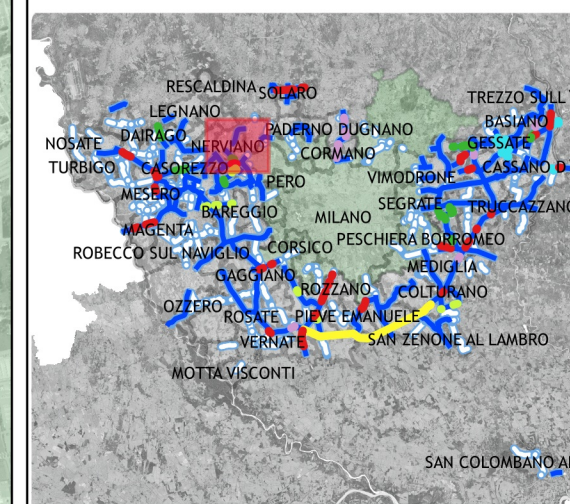 RESCALDINA
SOLARO
TREZZO SULL
LEGNANO
BASIANO
DAIRAGO
PADERNO DUGNANO
NOSATE
NERVIANO
GESSATE
CORMANO
TURBIGO
CASOREZZO
CASSANO D
VIMODRONE
PERO
MESERO
SEGRATE
TRUCCAZZANO
BAREGGIO
MILANO
MAGENTA
PESCHIERA BORROMEO
CORSICO
ROBECCO SUL NAVIGLIO
MEDIGLIA
GAGGIANO
ROZZANO
COLTURANO
OZZERO
ROSATE
PIEVE EMANUELE
VERNATE
SAN ZENONE AL LAMBRO
MOTTA VISCONTI
SAN COLOMBANO A